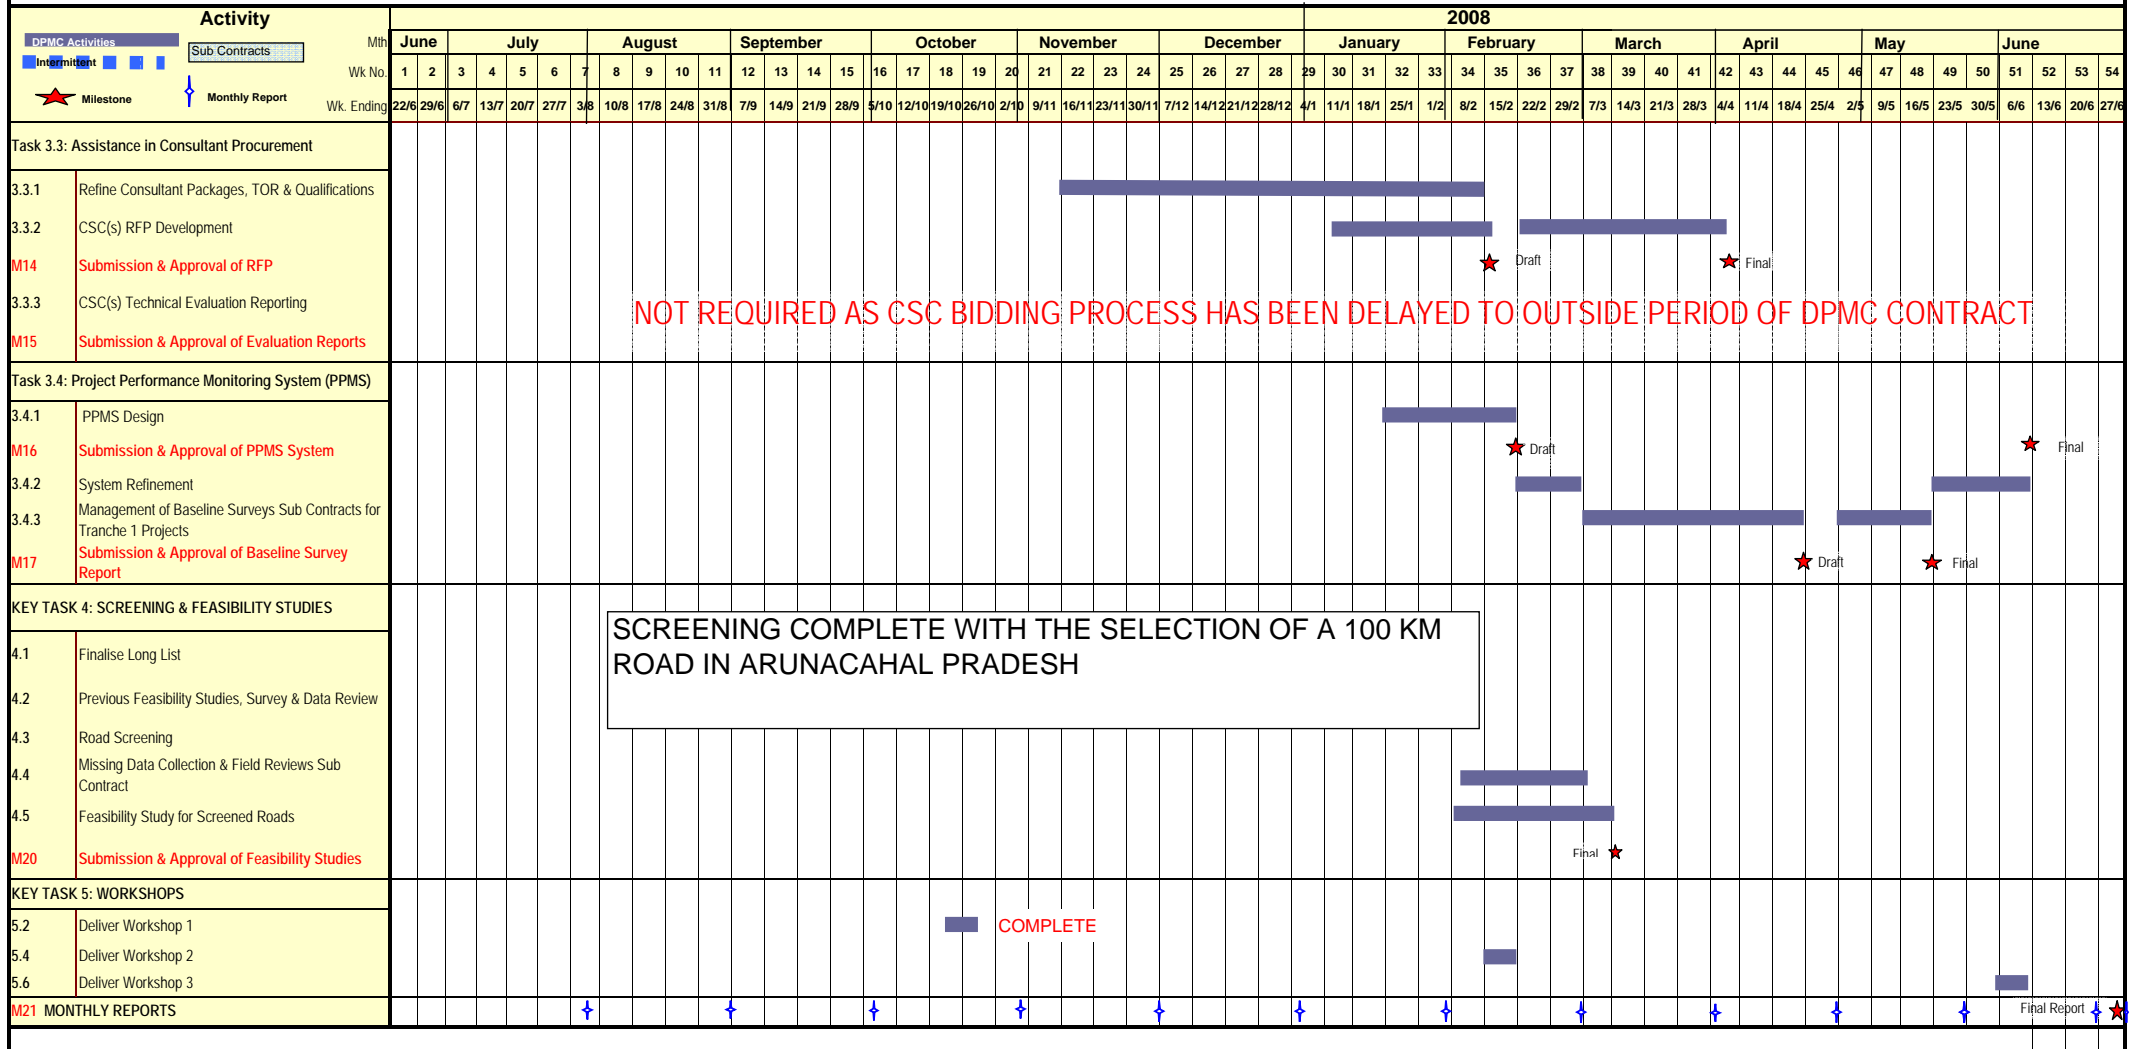 Activity
2008
DPMC Activities
Sub Contracts
Mth
June July August September October November December January February March April May June
Intermittent
Wk No.
1 2 3 4 5 6 7 8 9 10 11 12 13 14 15 16 17 18 19 20 21 22 23 24 25 26 27 28 29 30 31 32 33 34 35 36 37 38 39 40 41 42 43 44 45 46 47 48 49 50 51 52 53 54
Milestone
Monthly Report
Wk. Ending
22/6 29/6 6/7 13/7 20/7 27/7 3/8 10/8 17/8 24/8 31/8 7/9 14/9 21/9 28/9 5/10 12/10 19/10 26/10 2/10 9/11 16/11 23/11 30/11 7/12 14/12 21/12 28/12 4/1 11/1 18/1 25/1 1/2 8/2 15/2 22/2 29/2 7/3 14/3 21/3 28/3 4/4 11/4 18/4 25/4 2/5 9/5 16/5 23/5 30/5 6/6 13/6 20/6 27/6
Task 3.3: Assistance in Consultant Procurement
3.3.1 Refine Consultant Packages, TOR & Qualifications
3.3.2 CSC(s) RFP Development
M14 Submission & Approval of RFP
Draft
Final
3.3.3 CSC(s) Technical Evaluation Reporting
NOT REQUIRED AS CSC BIDDING PROCESS HAS BEEN DELAYED TO OUTSIDE PERIOD OF DPMC CONTRACT
M15 Submission & Approval of Evaluation Reports
Task 3.4: Project Performance Monitoring System (PPMS)
3.4.1 PPMS Design
M16 Submission & Approval of PPMS System
Draft
Final
3.4.2 System Refinement
3.4.3 Management of Baseline Surveys Sub Contracts for
Tranche 1 Projects
M17 Submission & Approval of Baseline Survey
Report
Draft
Final
KEY TASK 4: SCREENING & FEASIBILITY STUDIES
SCREENING COMPLETE WITH THE SELECTION OF A 100 KM
ROAD IN ARUNACAHAL PRADESH
4.1 Finalise Long List
4.2 Previous Feasibility Studies, Survey & Data Review
4.3 Road Screening
4.4 Missing Data Collection & Field Reviews Sub
Contract
4.5 Feasibility Study for Screened Roads
M20 Submission & Approval of Feasibility Studies
Final
KEY TASK 5: WORKSHOPS
5.2 Deliver Workshop 1
COMPLETE
5.4 Deliver Workshop 2
5.6 Deliver Workshop 3
M21 MONTHLY REPORTS
Final Report